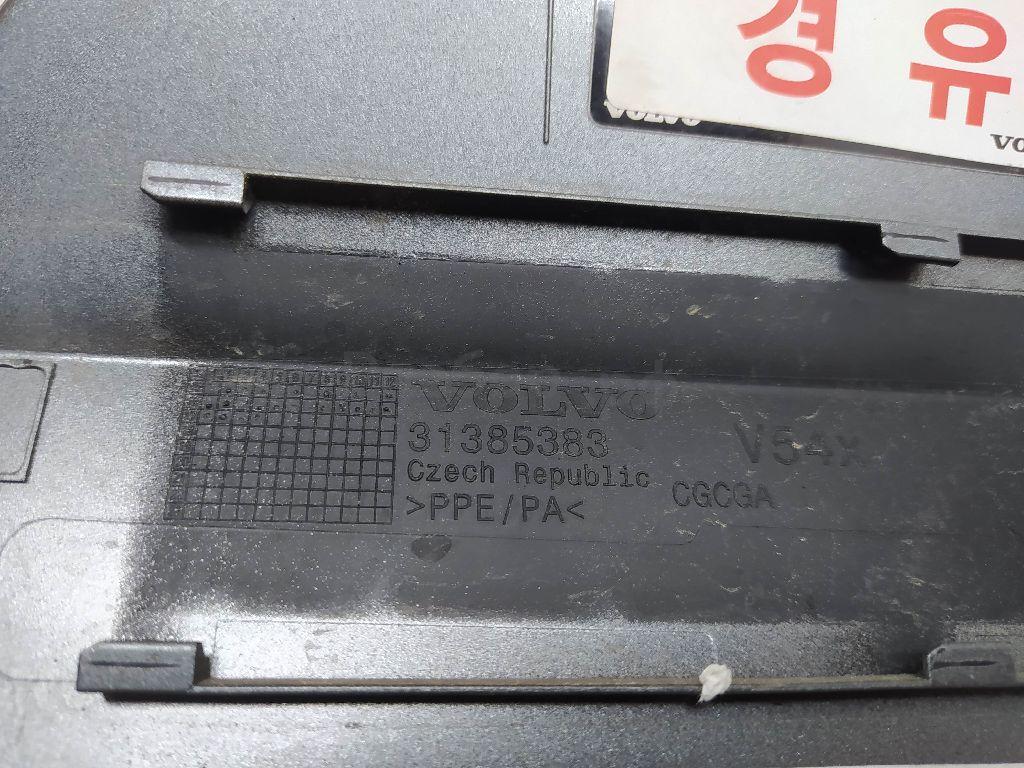 경유
VOLVO
VOLVO
31385383
Czech Republic
>PPE/PA<
V54x
CGCGA